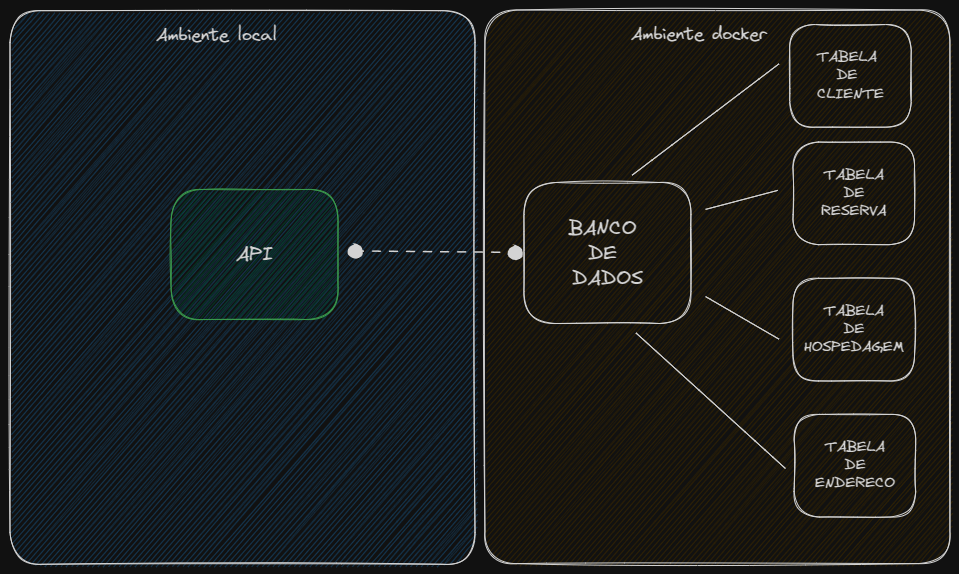 Ambiente local
API
Ambiente docker
BANCO
DE
DADOS
TABELA
DE
CLIENTE
TABELA
DE
RESERVA
TABELA
DE
HOSPEDAGEM
TABELA
DE
ENDERECO